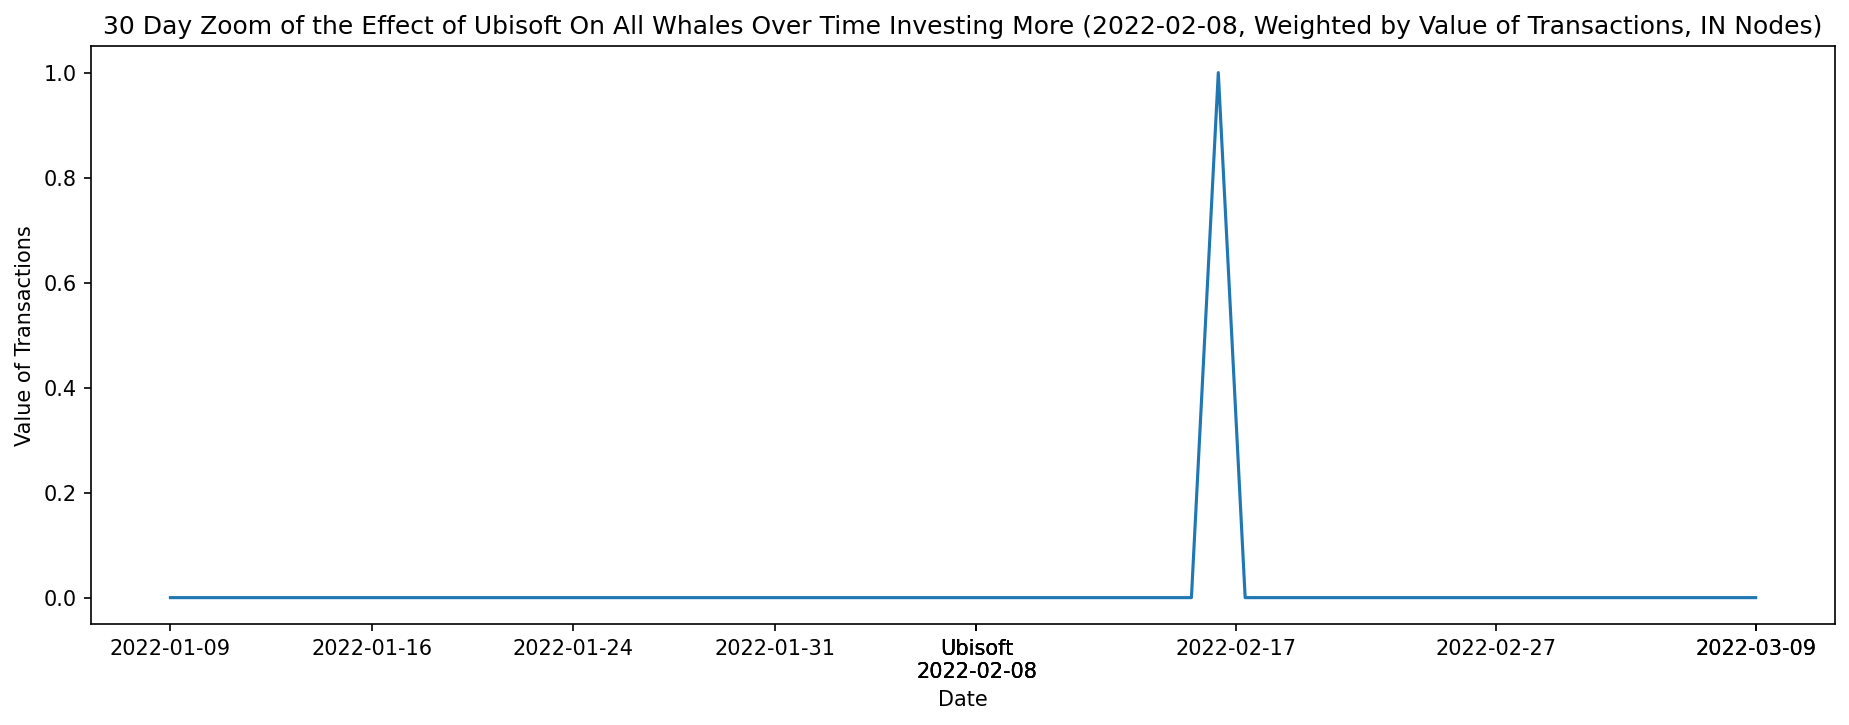 30 Day Zoom of the Effect of Ubisoft On All Whales Over Time Investing More (2022-02-08, Weighted by Value of Transactions, IN Nodes)
Value of Transactions
1.0
0.8
0.6
0.4
0.2
0.0
2022-01-09 2022-01-16 2022-01-24 2022-01-31 Ubisoft 2022-02-17 2022-02-27 2022-03-09
2022-02-08
Date